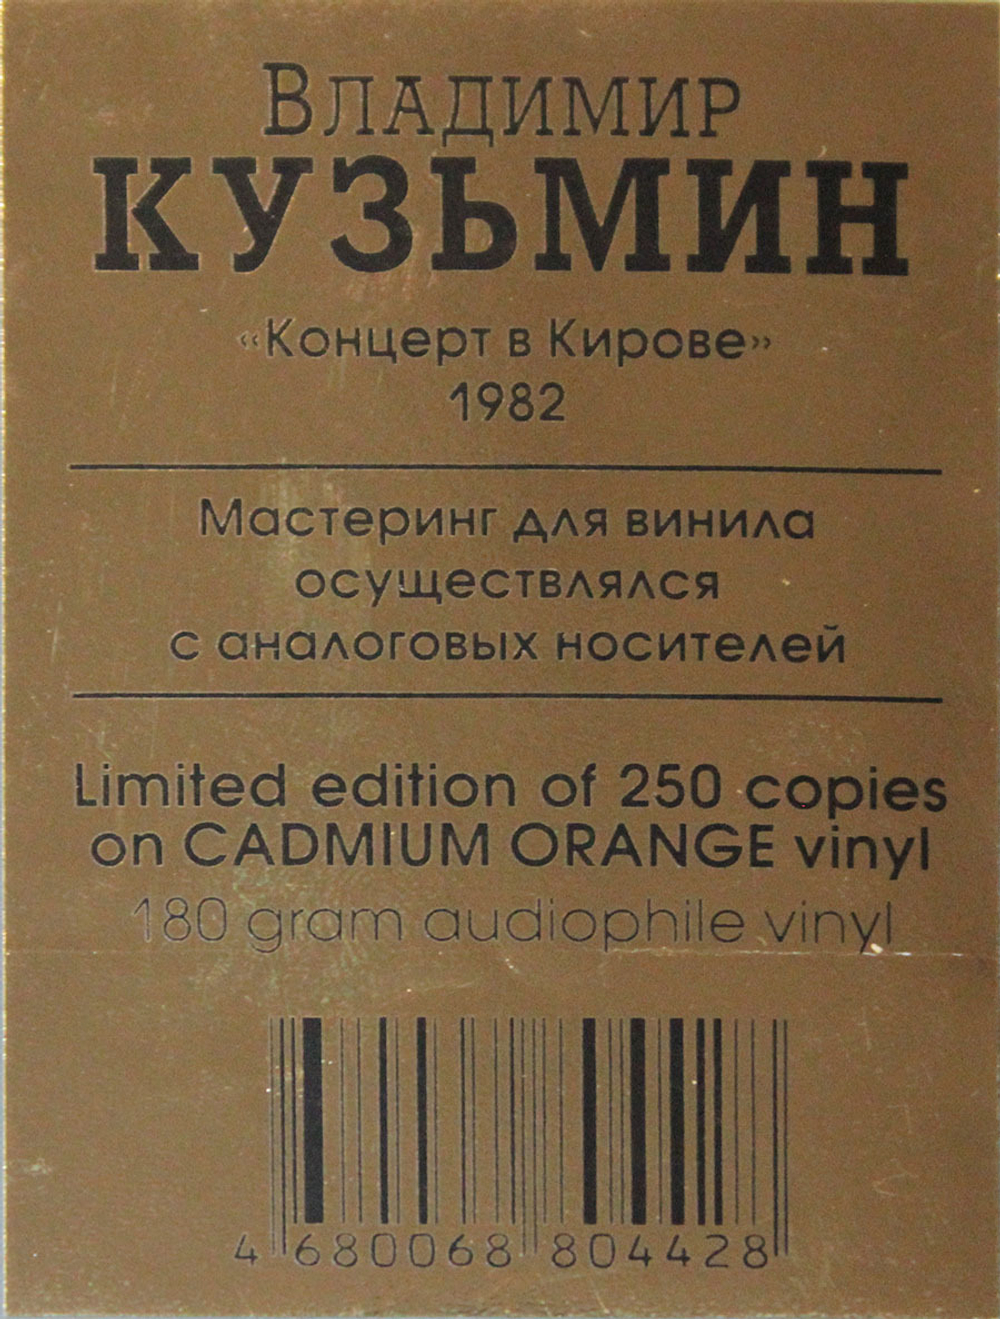 Владимир
КУЗЬМИН
«Концерт в Кирове»
1982
Мастеринг для винила
осуществлялся
с аналоговых носителей
Limited edition of 250 copies
on CADMIUM ORANGE vinyl
180 gram audiophile vinyl
4 680068 804428